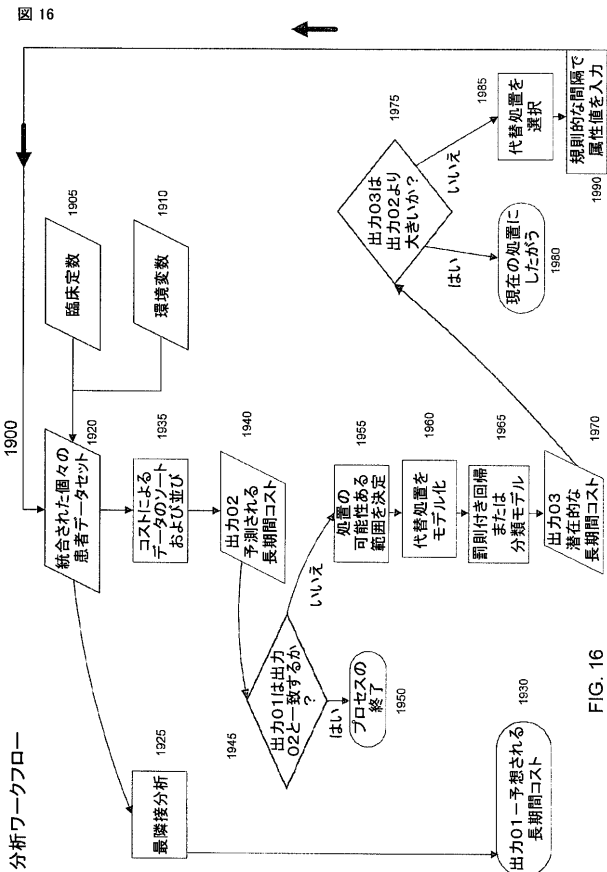 図 16
分析ワークフロー
1900
臨床定数
1905
環境変数
1910
統合された個々の
患者データセット
1920
最隣接分析
1925
出力01－予想される
長期間コスト
1930
コストによる
データのソート
および並び
1935
出力02
予測される
長期間コスト
1940
出力01は出力
02と一致するか
?
1945
はい
いいえ
プロセスの
終了
1950
処置の
可能性ある
範囲を決定
1955
代替処置を
モデル化
1960
罰則付き回帰
または
分類モデル
1965
出力03
潜在的な
長期間コスト
1970
出力03は
出力02より
大きいか?
1975
はい
いいえ
現在の処置に
したがう
1980
代替処置を
選択
1985
規則的な間隔で
属性値を入力
1990
FIG. 16